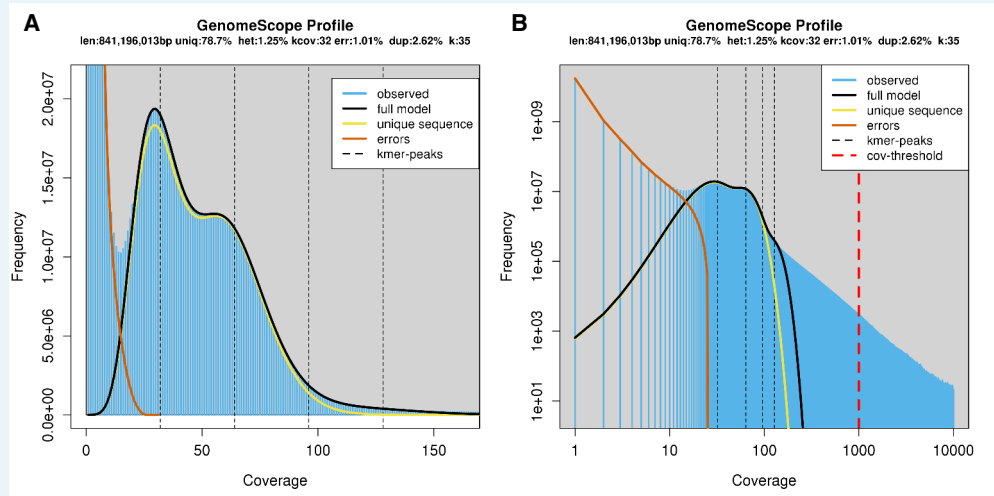 A
GenomeScope Profile
len:841,196,013bp uniq:78.7% het:1.25% kcov:32 err:1.01% dup:2.62% k:35
Frequency
2.0e+07
1.5e+07
1.0e+07
5.0e+06
0.0e+00
observed
full model
unique sequence
errors
kmer-peaks
0 50 100 150
Coverage
B
GenomeScope Profile
len:841,196,013bp uniq:78.7% het:1.25% kcov:32 err:1.01% dup:2.62% k:35
Frequency
1e+09
1e+07
1e+05
1e+03
1e+01
observed
full model
unique sequence
errors
kmer-peaks
cov-threshold
1 10 100 1000 10000
Coverage